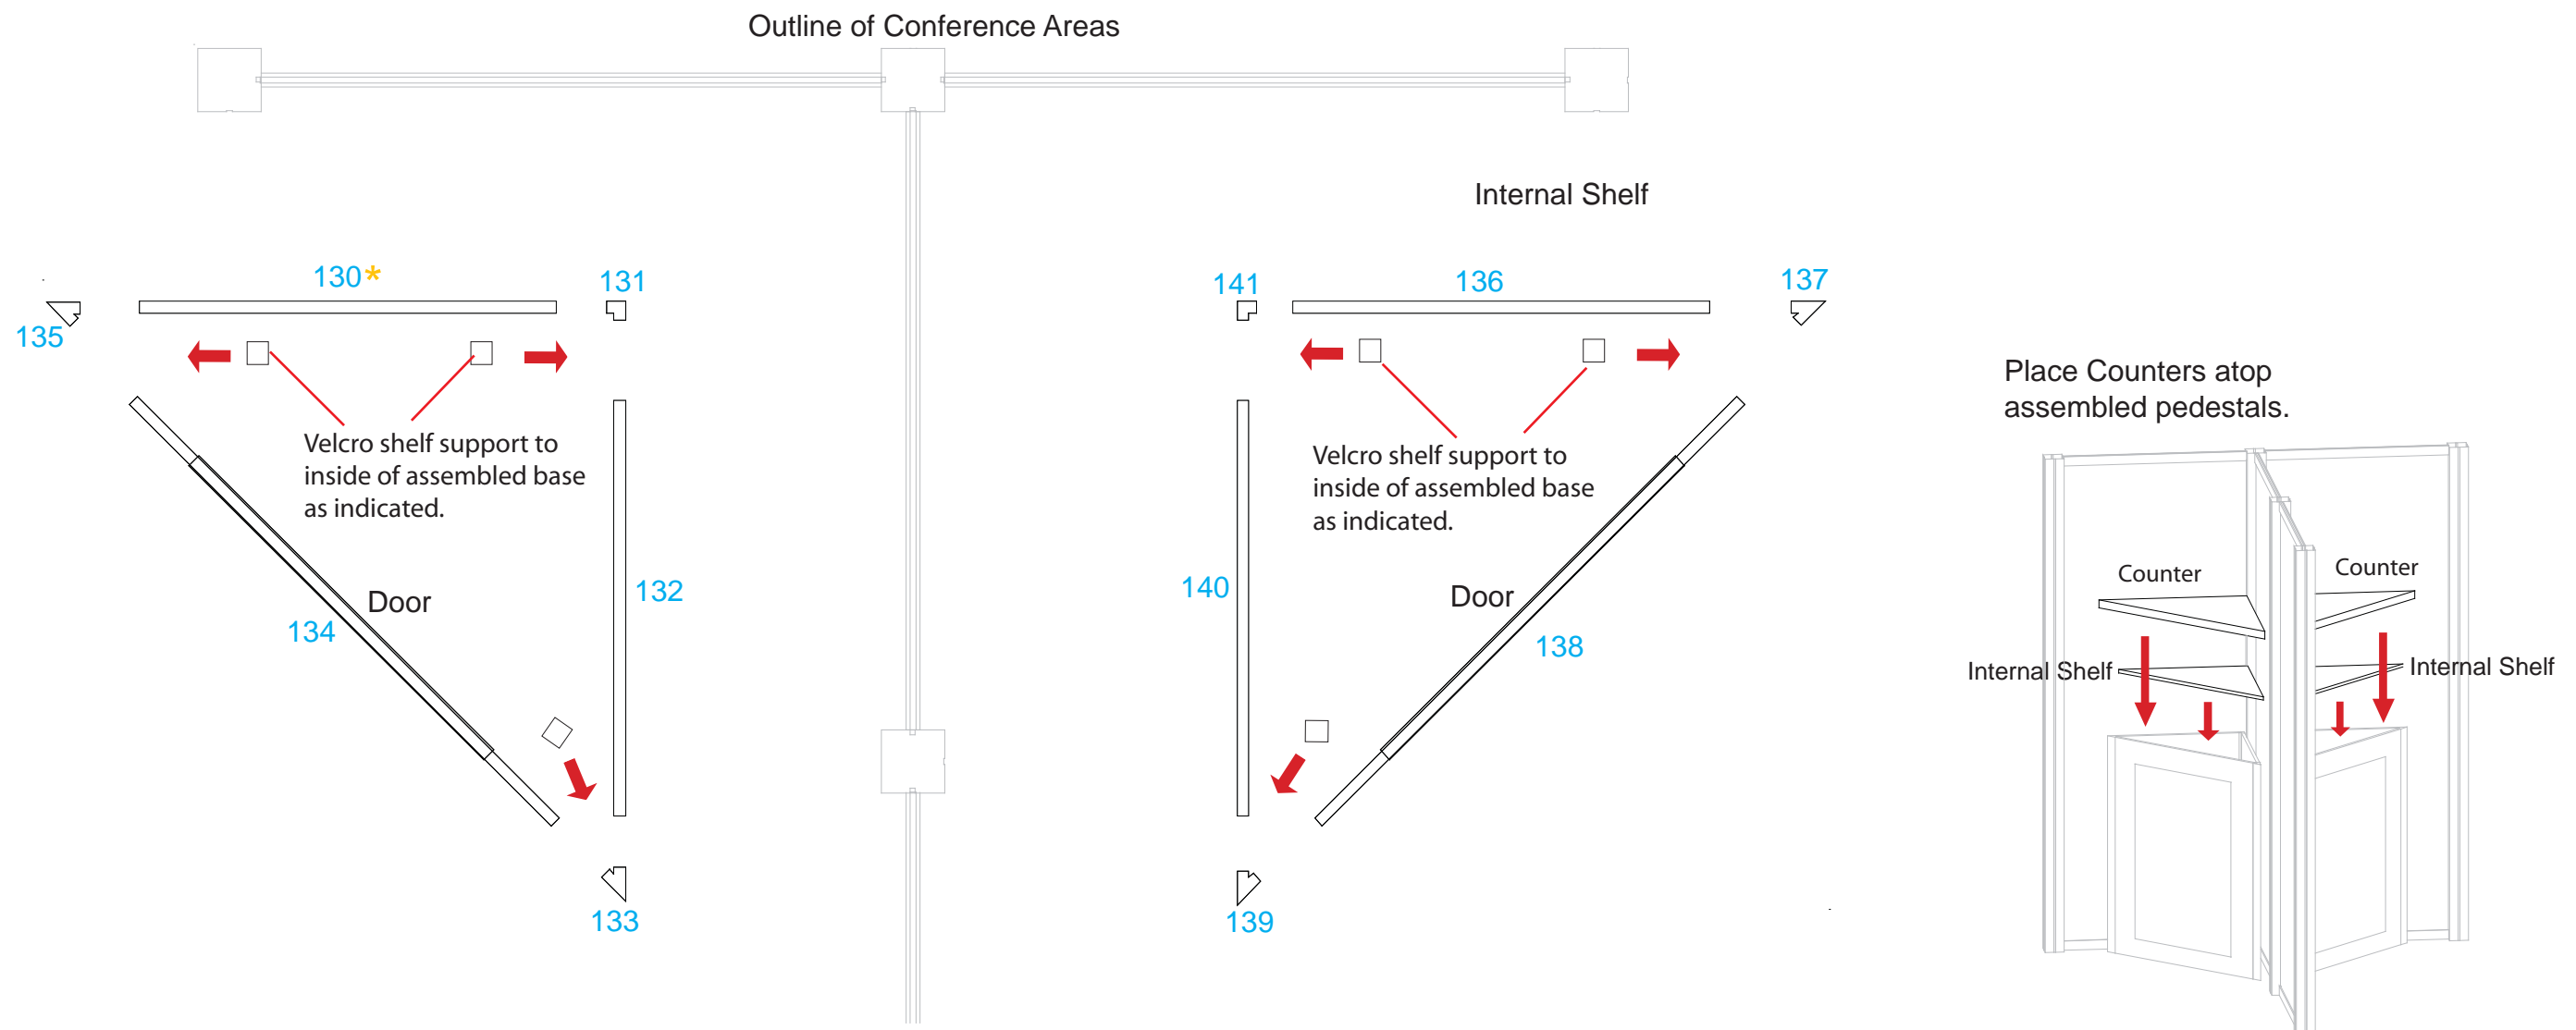 Outline of Conference Areas
Internal Shelf
130*
131
141
136
137
135
Velcro shelf support to
inside of assembled base
as indicated.
Velcro shelf support to
inside of assembled base
as indicated.
Place Counters atop
assembled pedestals.
Door
134
132
140
Door
138
133
139
Counter
Counter
Internal Shelf
Internal Shelf